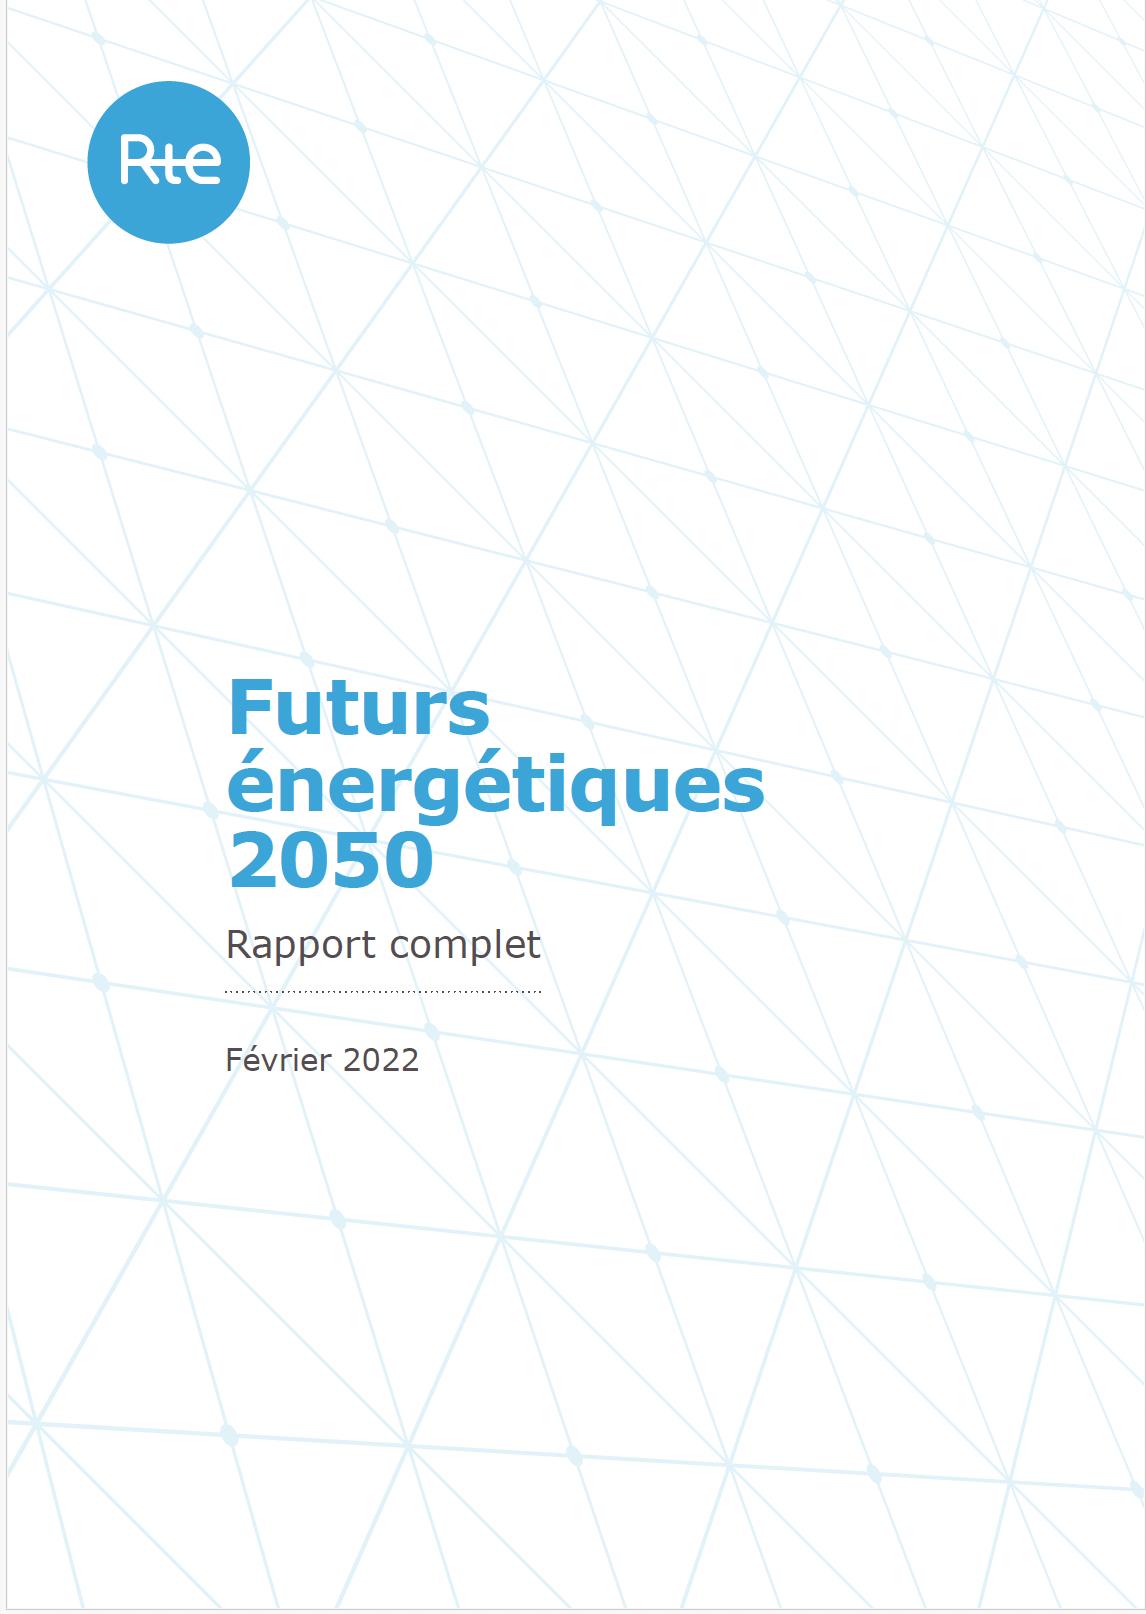 Rte
Futurs
énergétiques
2050
Rapport complet
Février 2022